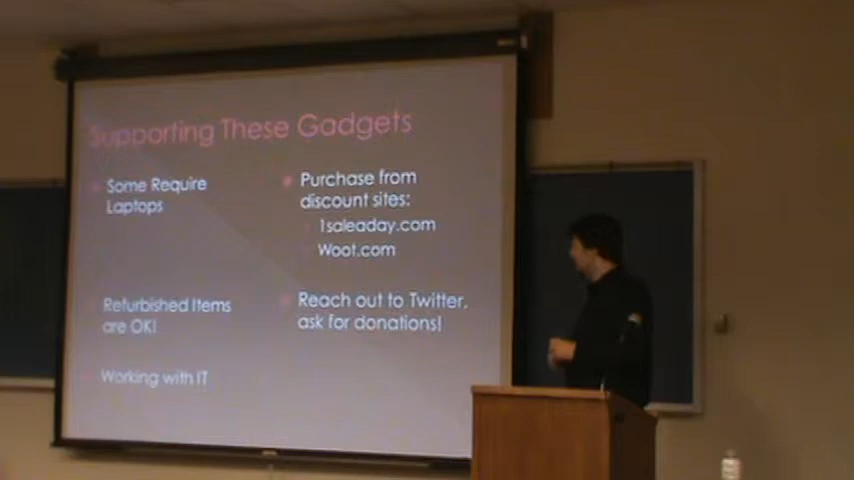 Supporting These Gadgets
Some Require
Laptops
Refurbished Items
are OK!
Working with IT
Purchase from
discount sites:
1saleaday.com
Woot.com
Reach out to Twitter,
ask for donations!